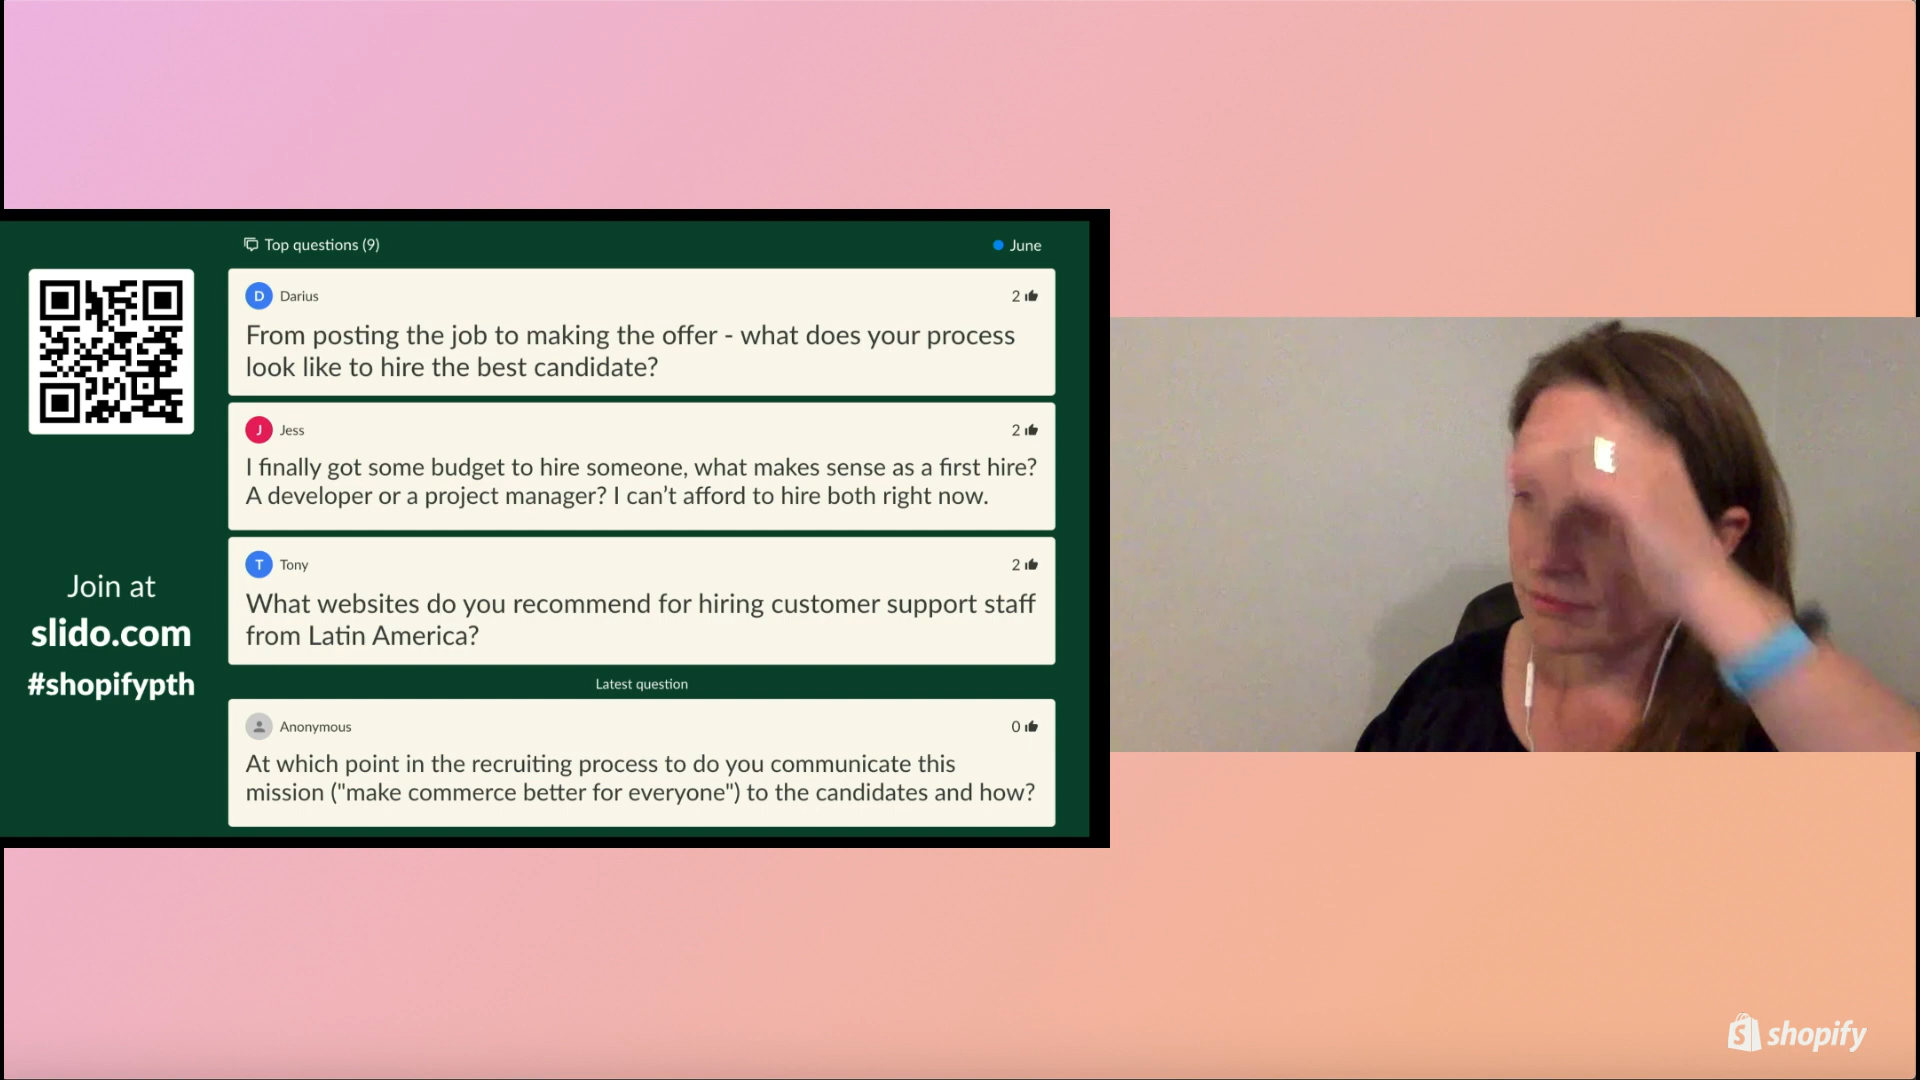 Top questions (9)
June
D Darius 2
From posting the job to making the offer - what does your process
look like to hire the best candidate?
J Jess 2
I finally got some budget to hire someone, what makes sense as a first hire?
A developer or a project manager? I can't afford to hire both right now.
T Tony 2
What websites do you recommend for hiring customer support staff
from Latin America?
Latest question
Anonymous 0
At which point in the recruiting process to do you communicate this
mission ("make commerce better for everyone") to the candidates and how?
Join at
slido.com
#shopifypth
shopify